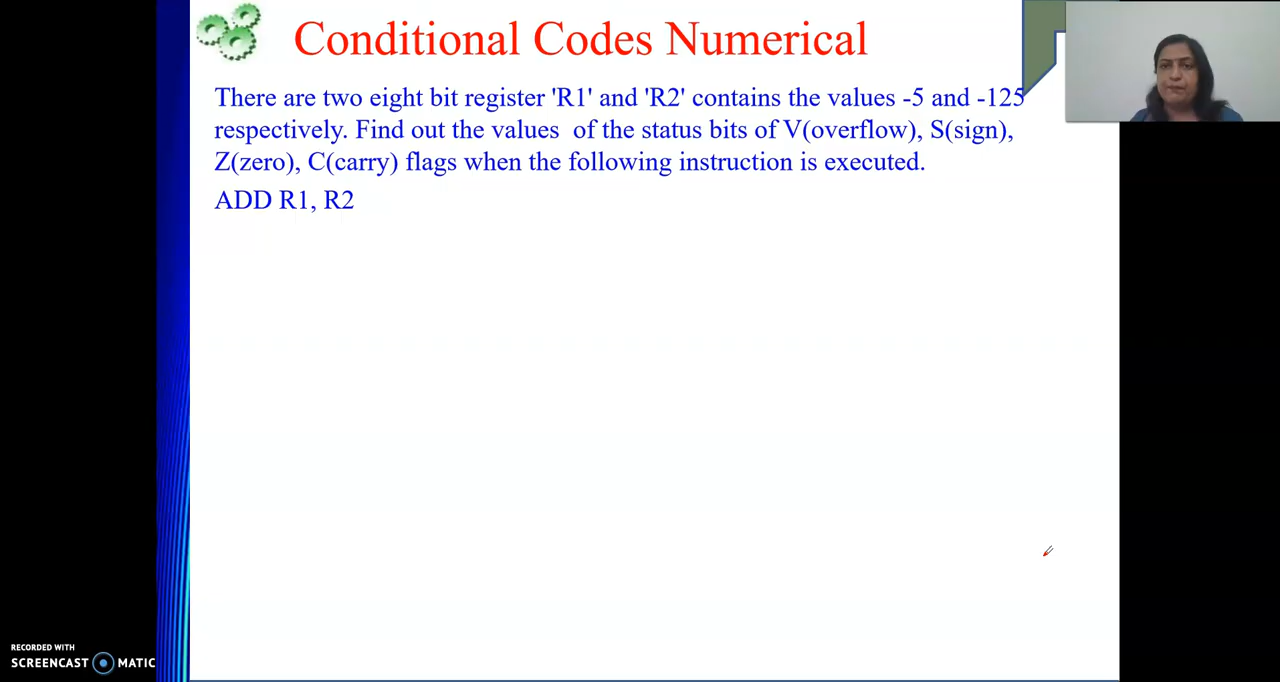 Conditional Codes Numerical
There are two eight bit register 'R1' and 'R2' contains the values -5 and -125
respectively. Find out the values of the status bits of V(overflow), S(sign),
Z(zero), C(carry) flags when the following instruction is executed.
ADD R1, R2
RECORDED WITH
SCREENCAST MATIC